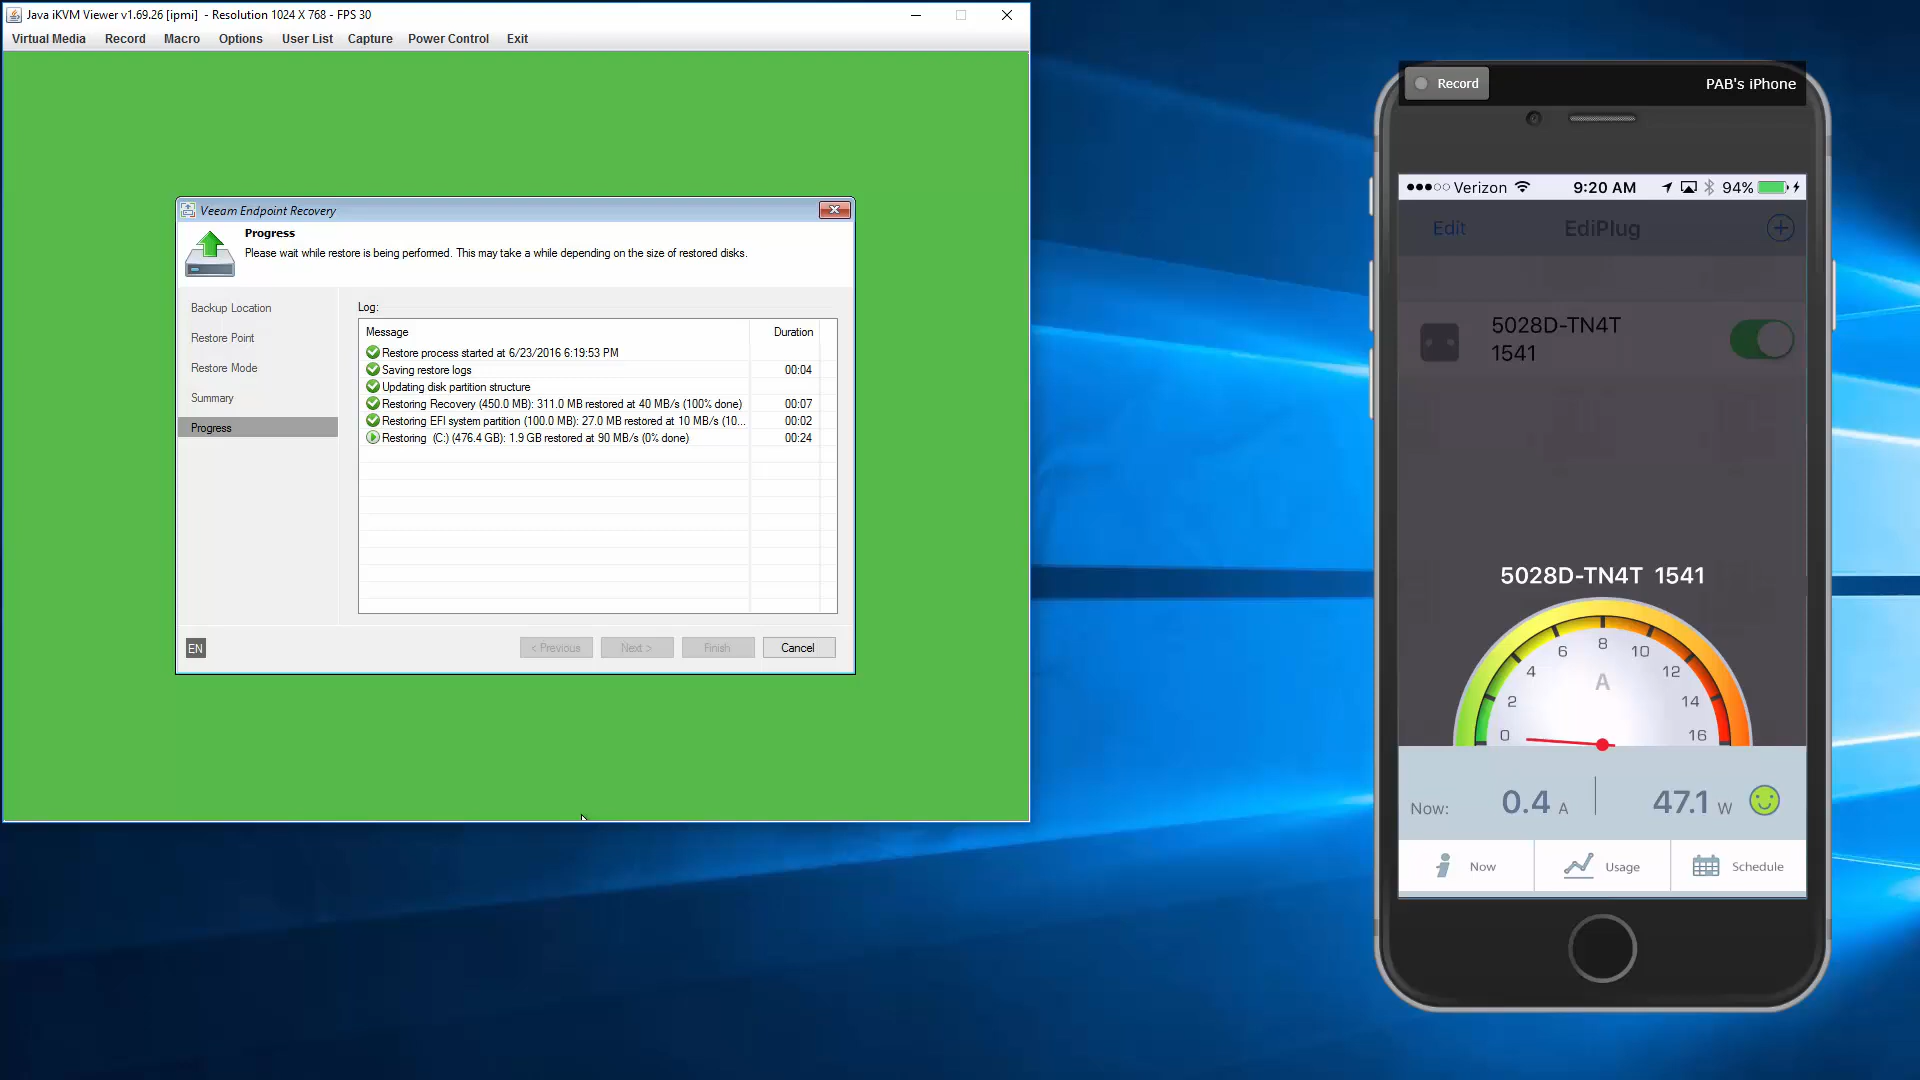 Java iKVM Viewer v1.69.26 [ipmi]  - Resolution 1024 X 768 - FPS 30
Virtual Media Record Macro Options User List Capture Power Control Exit
Veeam Endpoint Recovery
Progress
Please wait while restore is being performed. This may take a while depending on the size of restored disks.
Backup Location
Restore Point
Restore Mode
Summary
Progress
Log:
Message Duration
Restore process started at 6/23/2016 6:19:53 PM
Saving restore logs 00:04
Updating disk partition structure
Restoring Recovery (450.0 MB): 311.0 MB restored at 40 MB/s (100% done) 00:07
Restoring EFI system partition (100.0 MB): 27.0 MB restored at 10 MB/s (10... 00:02
Restoring  (C:) (476.4 GB): 1.9 GB restored at 90 MB/s (0% done) 00:24
EN
< Previous Next > Finish Cancel
Record PAB's iPhone
Verizon 9:20 AM 94%
Edit EdiPlug
5028D-TN4T
1541
5028D-TN4T 1541
0 2 4 6 8 10 12 14 16
A
Now: 0.4 A 47.1 W
Now Usage Schedule